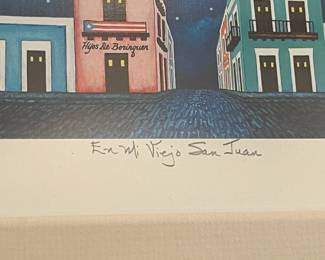 Hijos De Borinquen
En Mi Viejo San Juan